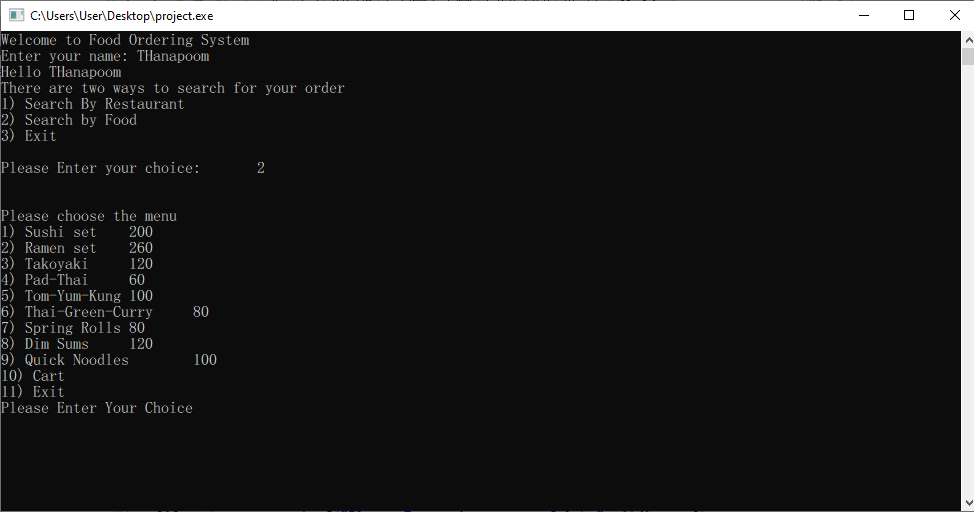 C:\Users\User\Desktop\project.exe
Welcome to Food Ordering System
Enter your name: THanapoom
Hello THanapoom
There are two ways to search for your order
1) Search By Restaurant
2) Search by Food
3) Exit
Please Enter your choice: 2
Please choose the menu
1) Sushi set 200
2) Ramen set 260
3) Takoyaki 120
4) Pad-Thai 60
5) Tom-Yum-Kung 100
6) Thai-Green-Curry 80
7) Spring Rolls 80
8) Dim Sums 120
9) Quick Noodles 100
10) Cart
11) Exit
Please Enter Your Choice